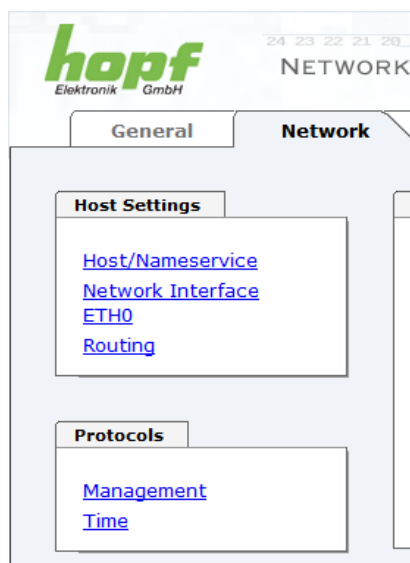 hopf
Elektronik GmbH
24 23 22 21 20
NETWORK
General
Network
Host Settings
Host/Nameservice
Network Interface
ETH0
Routing
Protocols
Management
Time